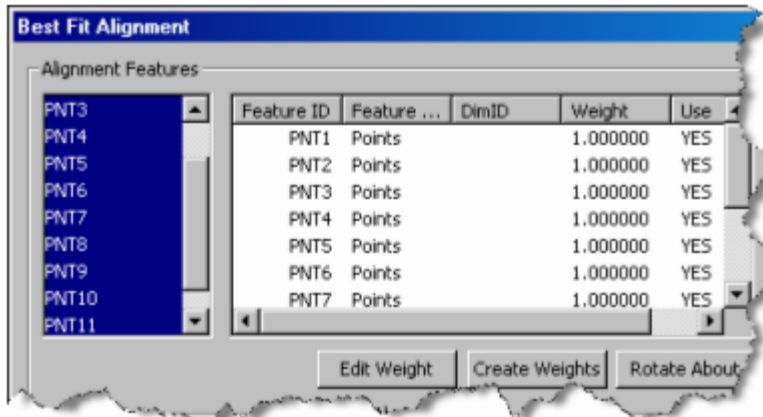 Best Fit Alignment
Alignment Features
PNT3
PNT4
PNT5
PNT6
PNT7
PNT8
PNT9
PNT10
PNT11
Feature ID Feature ... DimID Weight Use
PNT1 Points 1.000000 YES
PNT2 Points 1.000000 YES
PNT3 Points 1.000000 YES
PNT4 Points 1.000000 YES
PNT5 Points 1.000000 YES
PNT6 Points 1.000000 YES
PNT7 Points 1.000000 YES
Edit Weight Create Weights Rotate About